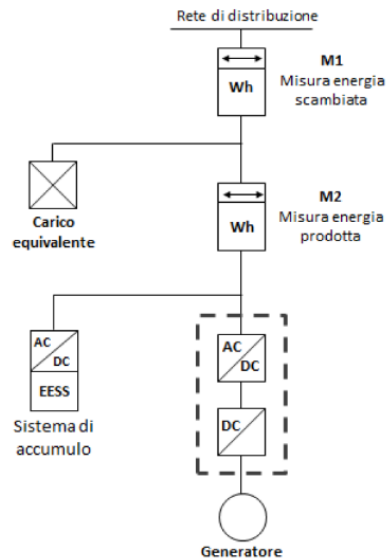 Rete di distribuzione
M1
Wh
Misura energia
scambiata
Carico
equivalente
M2
Wh
Misura energia
prodotta
AC
DC
EESS
Sistema di
accumulo
AC
DC
DC
Generatore